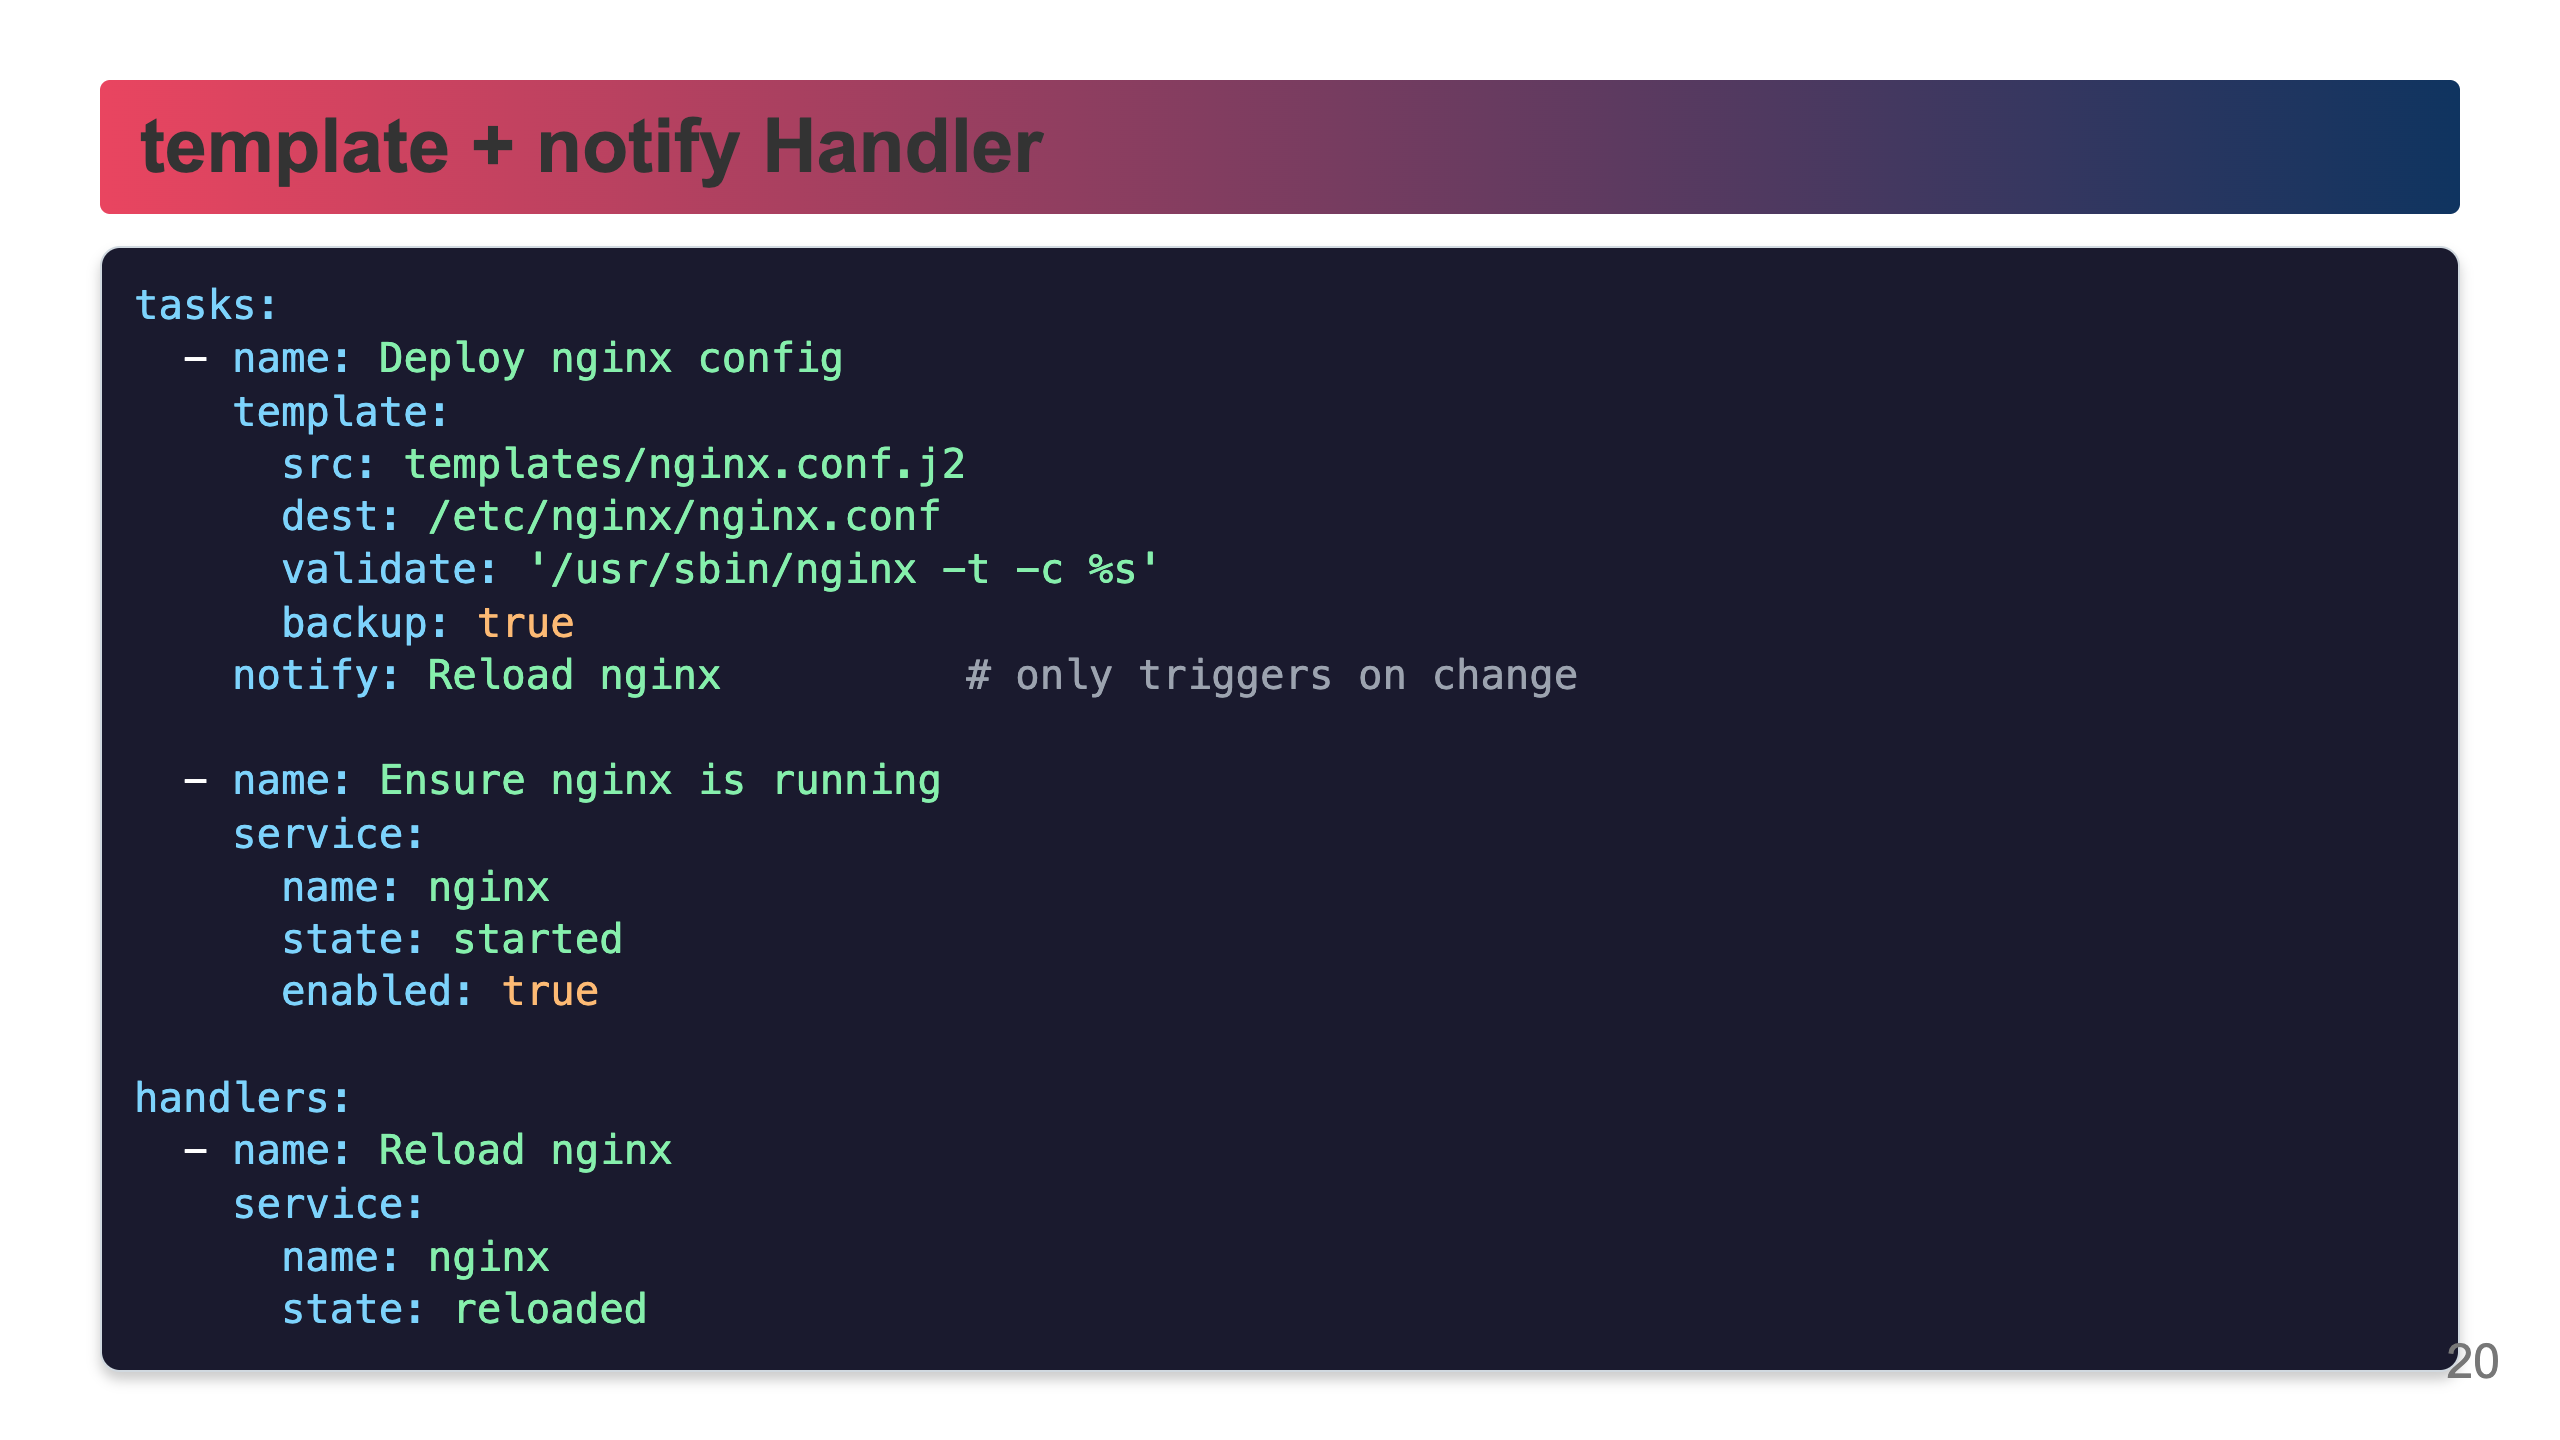 template + notify Handler
tasks:
  - name: Deploy nginx config
    template:
      src: templates/nginx.conf.j2
      dest: /etc/nginx/nginx.conf
      validate: '/usr/sbin/nginx -t -c %s'
      backup: true
    notify: Reload nginx          # only triggers on change

  - name: Ensure nginx is running
    service:
      name: nginx
      state: started
      enabled: true

handlers:
  - name: Reload nginx
    service:
      name: nginx
      state: reloaded
20